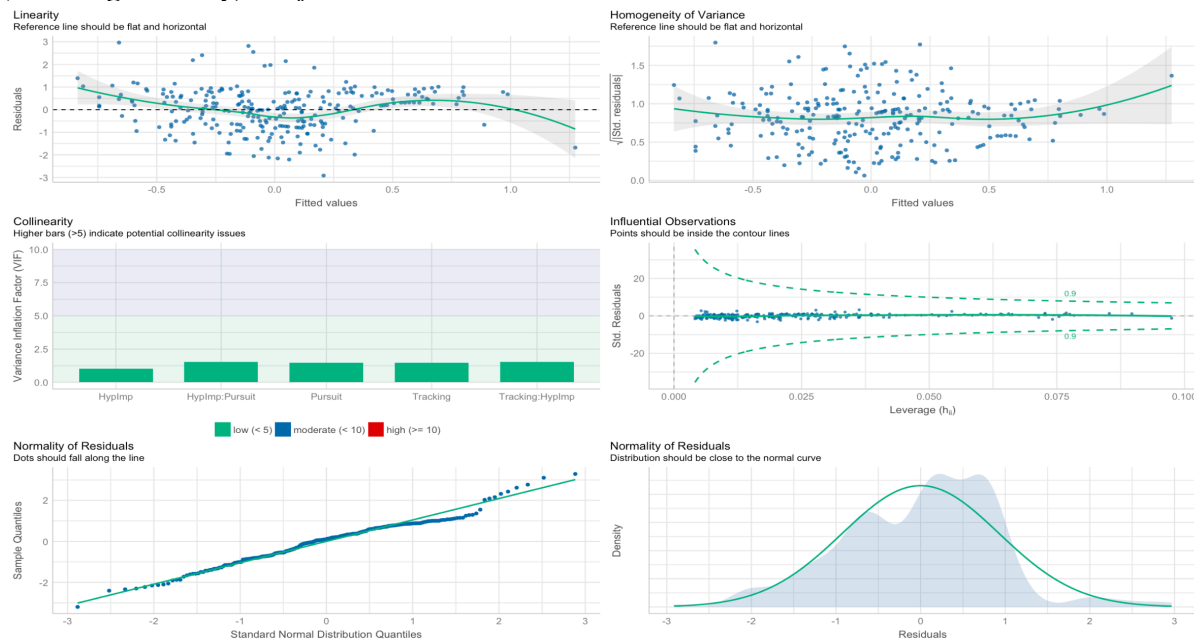 Linearity
Reference line should be flat and horizontal
3
2
1
0
-1
-2
-3
Residuals
-0.5
0.0
0.5
1.0
Fitted values
Homogeneity of Variance
Reference line should be flat and horizontal
1.5
1.0
0.5
0.0
√|Std. residuals|
-0.5
0.0
0.5
1.0
Fitted values
Collinearity
Higher bars (>5) indicate potential collinearity issues
10.0
7.5
5.0
2.5
0.0
Variance Inflation Factor (VIF)
HypImp
HypImp:Pursuit
Pursuit
Tracking
Tracking:HypImp
low (< 5)
moderate (< 10)
high (>= 10)
Influential Observations
Points should be inside the contour lines
20
0
-20
Std. Residuals
0.9
0.9
0.000
0.025
0.050
0.075
0.100
Leverage (hii)
Normality of Residuals
Dots should fall along the line
2
0
-2
Sample Quantiles
-3
-2
-1
0
1
2
3
Standard Normal Distribution Quantiles
Normality of Residuals
Distribution should be close to the normal curve
Density
-3
-2
-1
0
1
2
3
Residuals